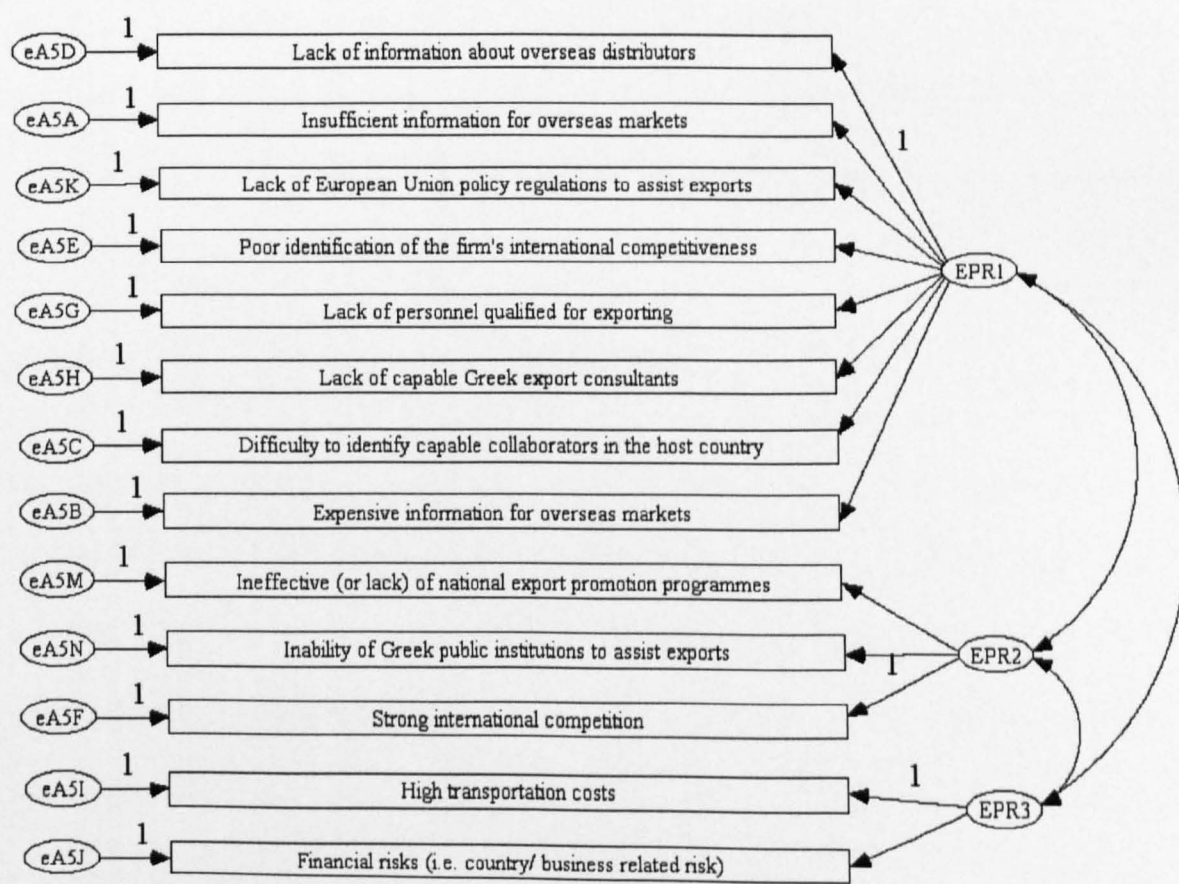 eA5D 1 Lack of information about overseas distributors
eA5A 1 Insufficient information for overseas markets
1
eA5K 1 Lack of European Union policy regulations to assist exports
eA5E 1 Poor identification of the firm's international competitiveness
EPR1
eA5G 1 Lack of personnel qualified for exporting
eA5H 1 Lack of capable Greek export consultants
eA5C 1 Difficulty to identify capable collaborators in the host country
eA5B 1 Expensive information for overseas markets
eA5M 1 Ineffective (or lack) of national export promotion programmes
eA5N 1 Inability of Greek public institutions to assist exports 1 EPR2
eA5F 1 Strong international competition
eA5I 1 High transportation costs 1 EPR3
eA5J 1 Financial risks (i.e. country/ business related risk)